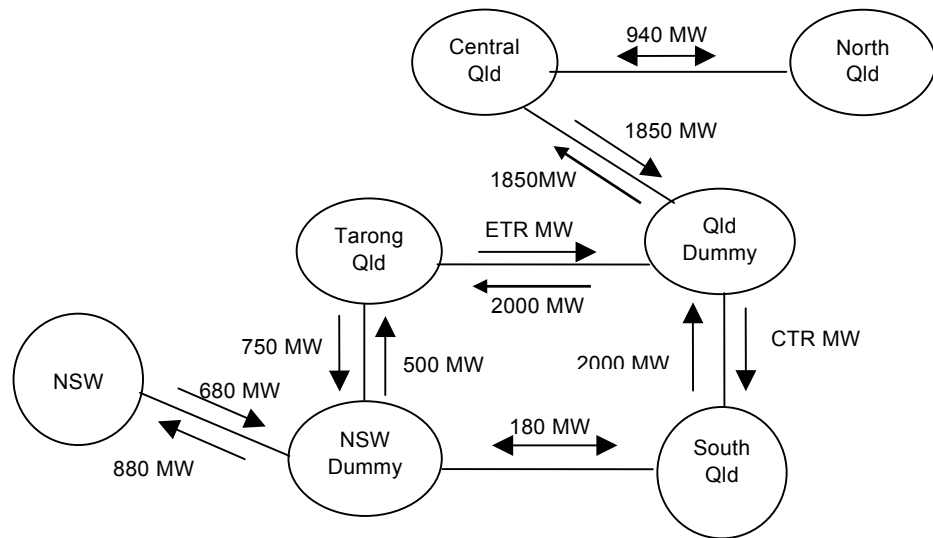 940 MW
Central
Qld
North
Qld
1850 MW
1850MW
Qld
Dummy
ETR MW
Tarong
Qld
2000 MW
750 MW
500 MW
2000 MW
CTR MW
NSW
680 MW
180 MW
NSW
Dummy
South
Qld
880 MW